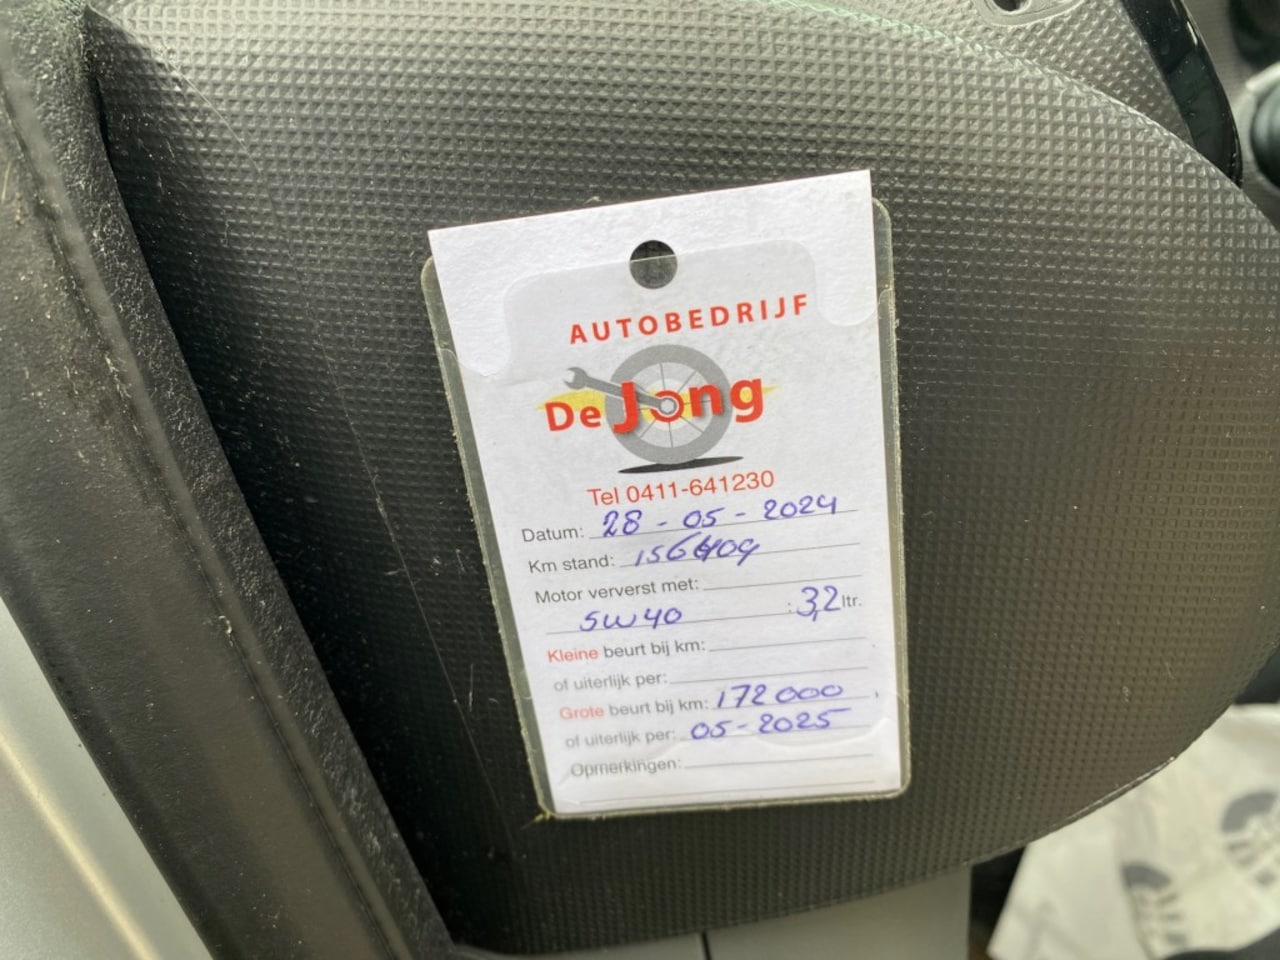 AUTOBEDRIJF
De Jong
Tel 0411-641230
Datum: 28-05-2024
Km stand: 156409
Motor ververst met:
5W40 : 3,2 ltr.
Kleine beurt bij km:
of uiterlijk per:
Grote beurt bij km: 172000
of uiterlijk per: 05-2025
Opmerkingen: